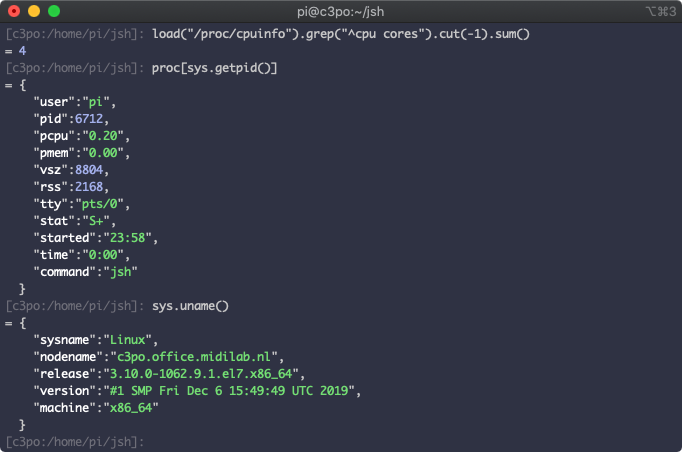 pi@c3po:~/jsh
⌥⌘3
[c3po:/home/pi/jsh]: load("/proc/cpuinfo").grep("^cpu cores").cut(-1).sum()
= 4
[c3po:/home/pi/jsh]: proc[sys.getpid()]
= {
    "user":"pi",
    "pid":6712,
    "pcpu":"0.20",
    "pmem":"0.00",
    "vsz":8804,
    "rss":2168,
    "tty":"pts/0",
    "stat":"S+",
    "started":"23:58",
    "time":"0:00",
    "command":"jsh"
  }
[c3po:/home/pi/jsh]: sys.uname()
= {
    "sysname":"Linux",
    "nodename":"c3po.office.midilab.nl",
    "release":"3.10.0-1062.9.1.el7.x86_64",
    "version":"#1 SMP Fri Dec 6 15:49:49 UTC 2019",
    "machine":"x86_64"
  }
[c3po:/home/pi/jsh]: